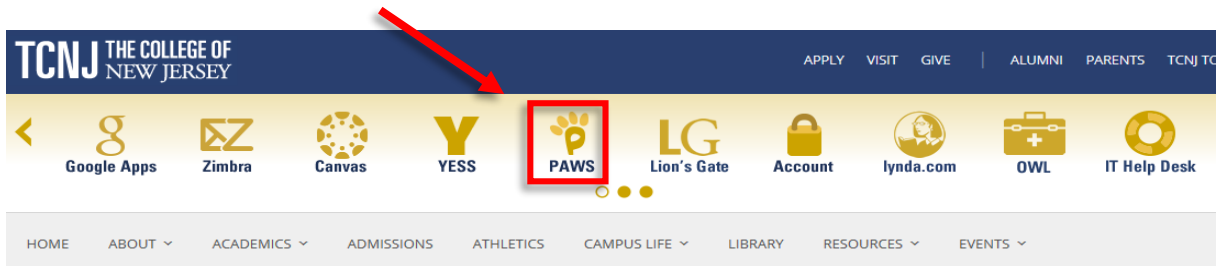 TCNJ THE COLLEGE OF
NEW JERSEY
APPLY VISIT GIVE | ALUMNI PARENTS TCNJ
Google Apps Zimbra Canvas YESS PAWS Lion's Gate Account lynda.com OWL IT Help Desk
HOME ABOUT ACADEMICS ADMISSIONS ATHLETICS CAMPUS LIFE LIBRARY RESOURCES EVENTS